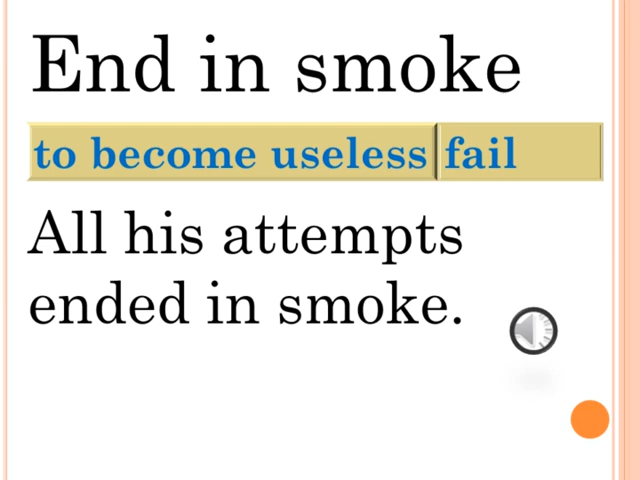 End in smoke
to become useless fail
All his attempts
ended in smoke.